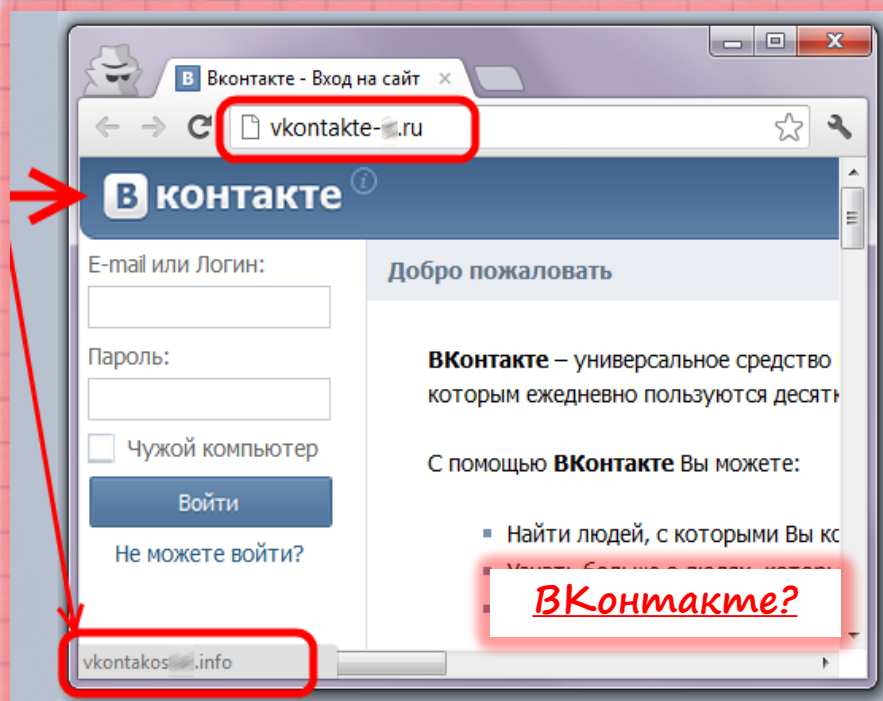 Вконтакте - Вход на сайт
vkontakte- .ru
В контакте
E-mail или Логин:
Пароль:
Чужой компьютер
Войти
Не можете войти?
Добро пожаловать
ВКонтакте – универсальное средство
которым ежедневно пользуются десятк
С помощью ВКонтакте Вы можете:
Найти людей, с которыми Вы ко
ВКонтакте?
vkontakos .info